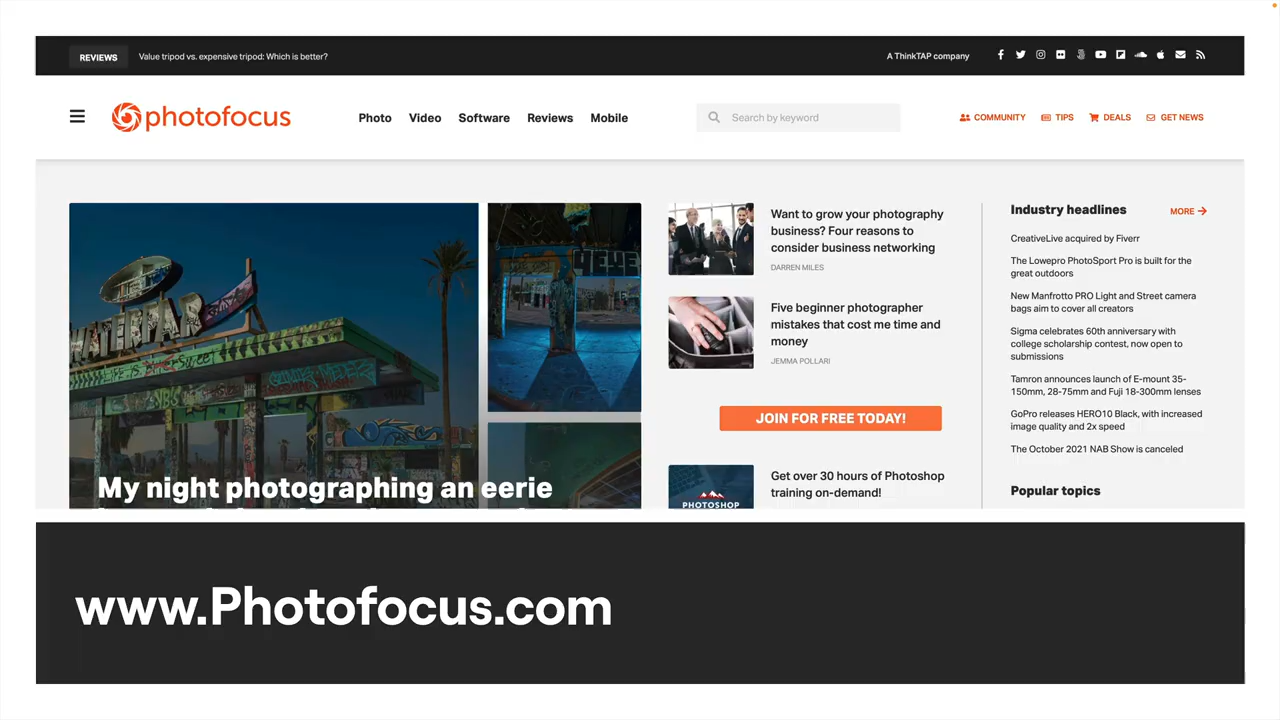 REVIEWS Value tripod vs. expensive tripod: Which is better? A ThinkTAP company
photofocus Photo Video Software Reviews Mobile Search by keyword COMMUNITY TIPS DEALS GET NEWS
WATERPARK
My night photographing an eerie
Want to grow your photography
business? Four reasons to
consider business networking
DARREN MILES
Five beginner photographer
mistakes that cost me time and
money
JEMMA POLLARI
JOIN FOR FREE TODAY!
PHOTOSHOP
Get over 30 hours of Photoshop
training on-demand!
Industry headlines MORE
CreativeLive acquired by Fiverr
The Lowepro PhotoSport Pro is built for the
great outdoors
New Manfrotto PRO Light and Street camera
bags aim to cover all creators
Sigma celebrates 60th anniversary with
college scholarship contest, now open to
submissions
Tamron announces launch of E-mount 35-
150mm, 28-75mm and Fuji 18-300mm lenses
GoPro releases HERO10 Black, with increased
image quality and 2x speed
The October 2021 NAB Show is canceled
Popular topics
www.Photofocus.com